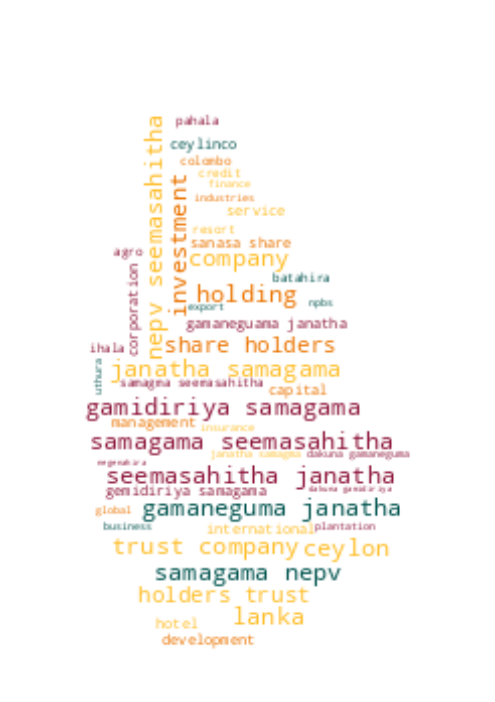 pahala
nepv seemasahitha
ceylinco
colombo
credit
finance
investment
industries
service
resort
sanasa share
agro
company
corporation
batahira
holding
npbs
export
gamaneguama janatha
ihala
share holders
uthura
janatha samagama
samagma seemasahitha
capital
gamidiriya samagama
management
insurance
samagama seemasahitha
janatha samagma
dakuna gamaneguma
seemasahitha janatha
gemidiriya samagama
dakuna gamidiriya
global
gamaneguma janatha
business
international
plantation
trust company
ceylon
samagama nepv
holders trust
lanka
hotel
development